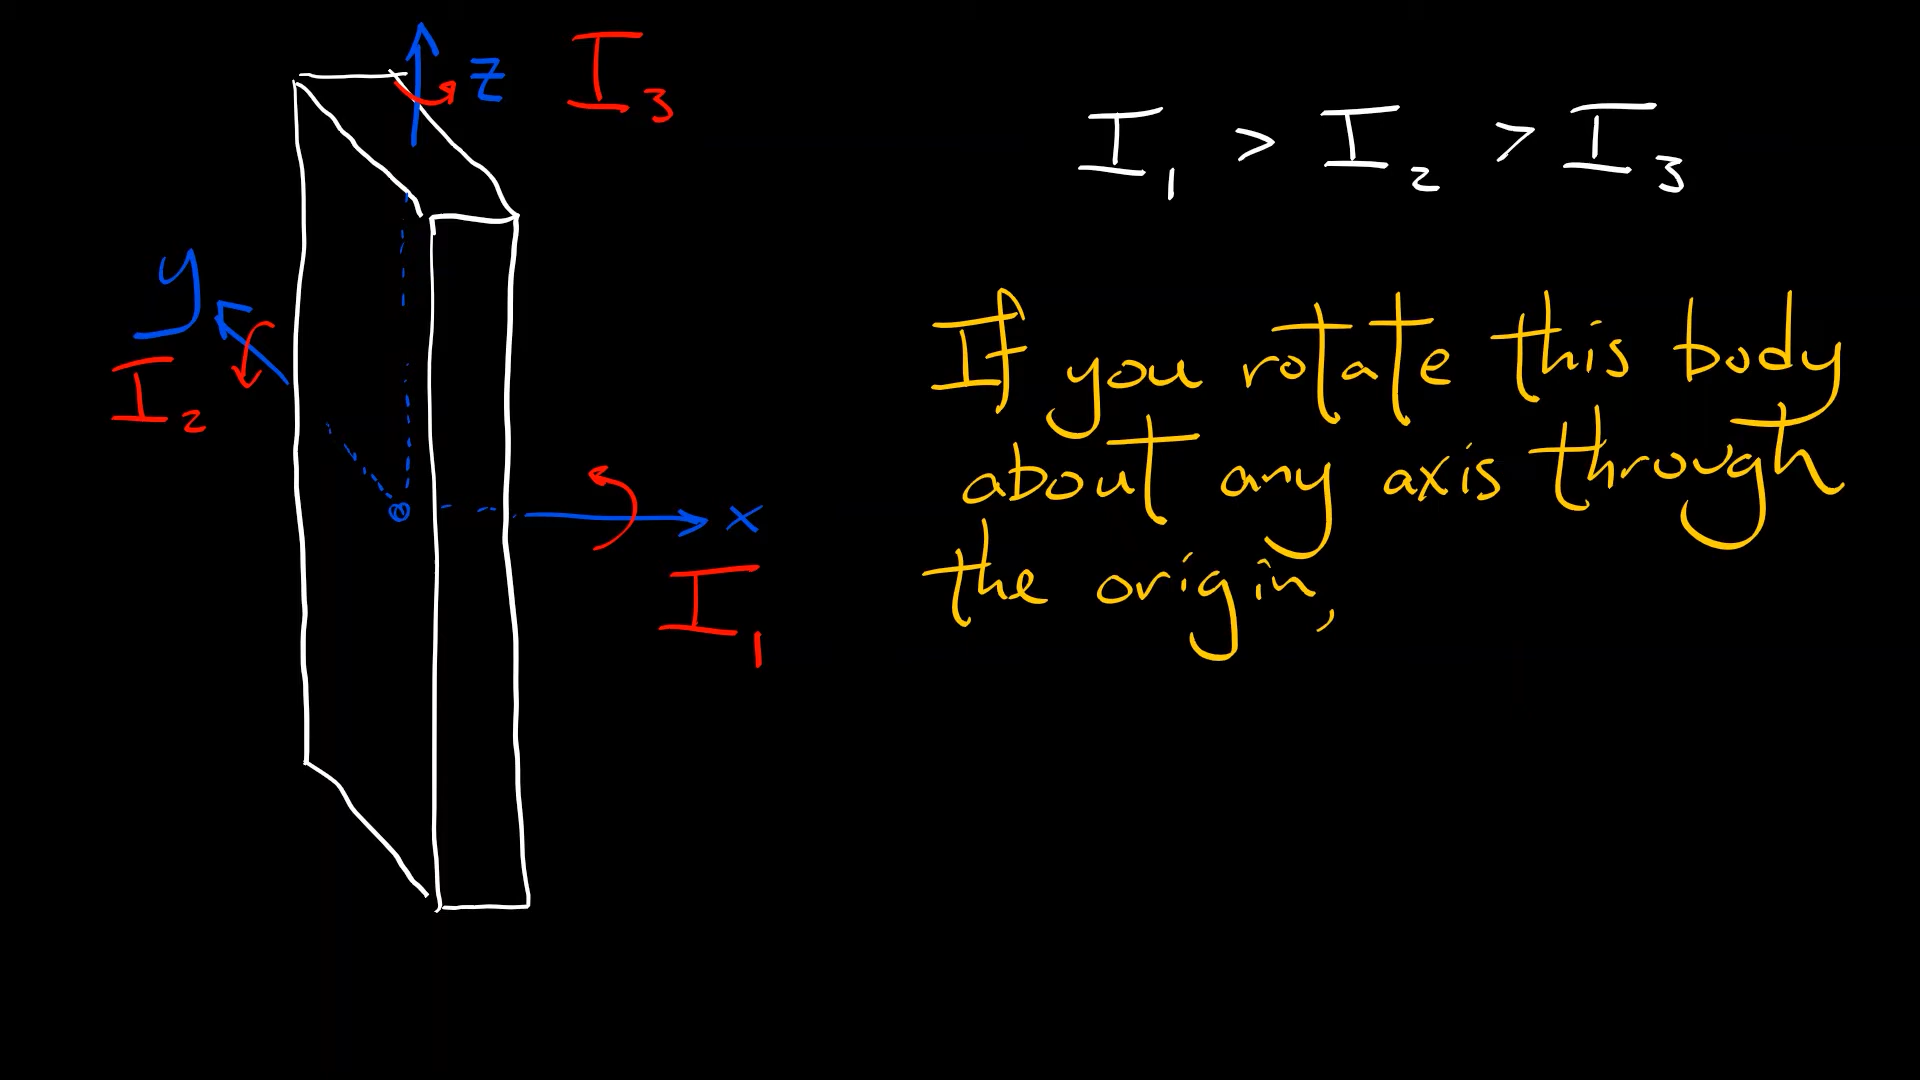 z I₃
I₁ > I₂ > I₃
y
I₂
If you rotate this body
about any axis through
the origin,
x
I₁